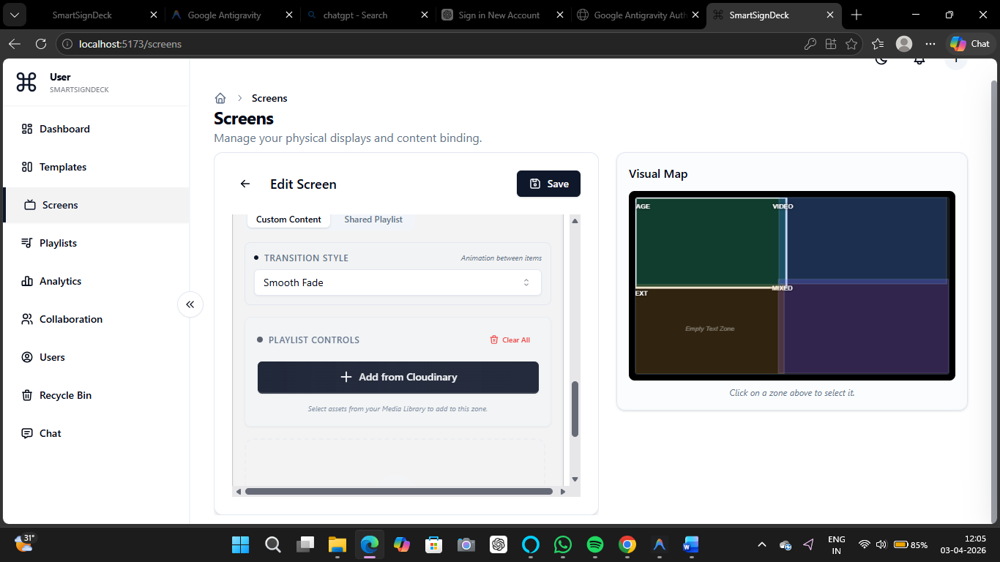 SmartSignDeck
Google Antigravity
chatgpt - Search
Sign in New Account
Google Antigravity Auth
SmartSignDeck
localhost:5173/screens
Chat
User
SMARTSIGNDECK
Dashboard
Templates
Screens
Playlists
Analytics
Collaboration
Users
Recycle Bin
Chat
Screens
Screens
Manage your physical displays and content binding.
Edit Screen
Save
Custom Content
Shared Playlist
TRANSITION STYLE
Animation between items
Smooth Fade
PLAYLIST CONTROLS
Clear All
Add from Cloudinary
Select assets from your Media Library to add to this zone.
Visual Map
AGE
VIDEO
EXT
MIXED
Empty Text Zone
Click on a zone above to select it.
31°
ENG
IN
85%
12:05
03-04-2026